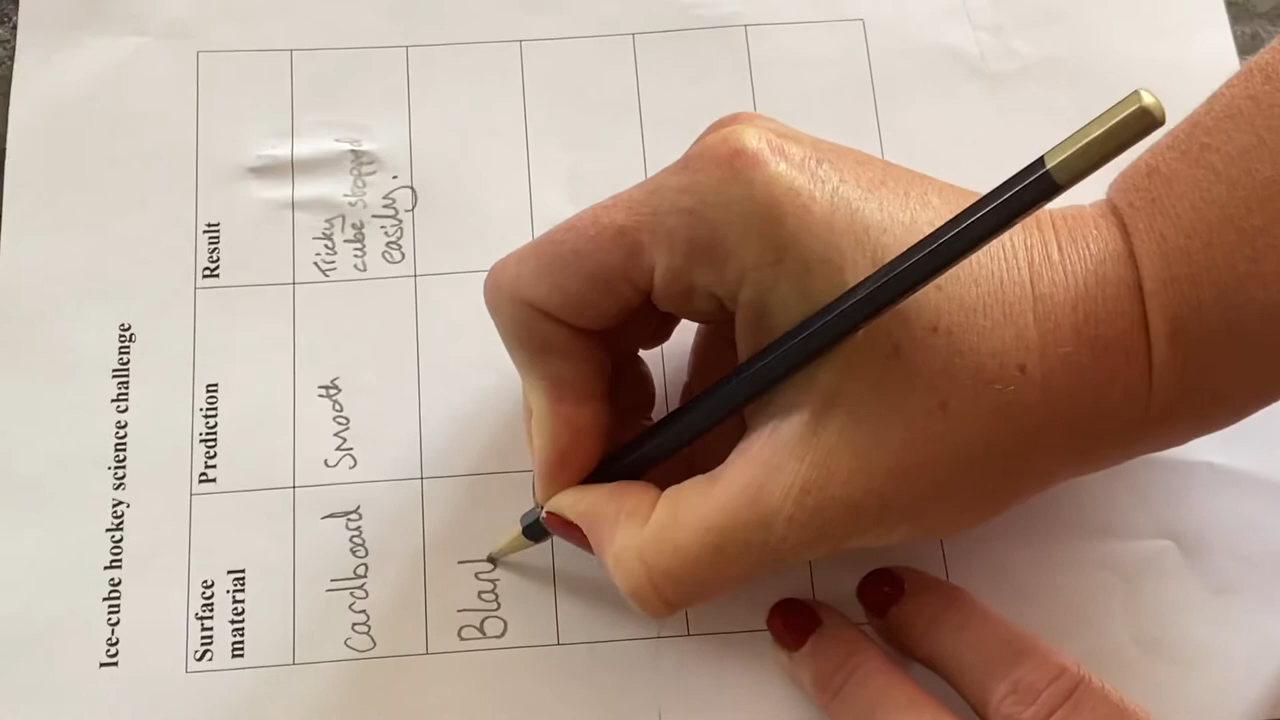 Ice-cube hockey science challenge
Surface
material
Prediction
Result
Cardboard
Smooth
Tricky
cube stopped
easily.
Blan